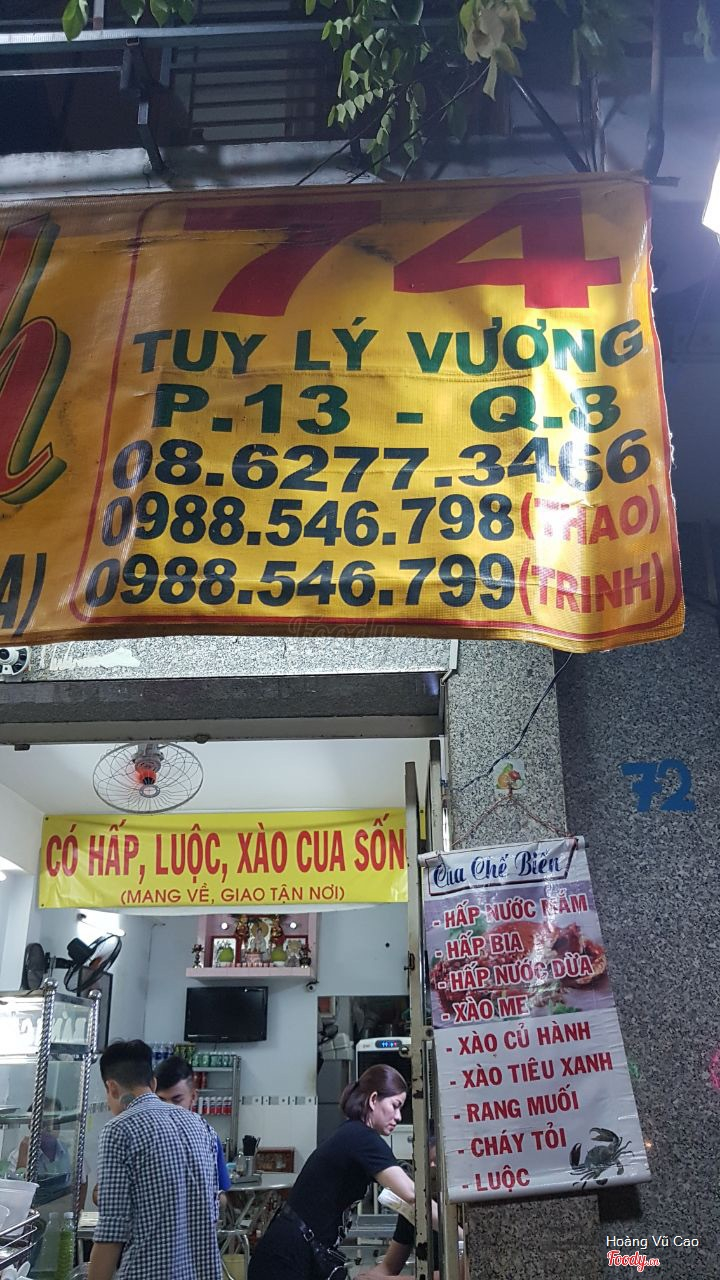 74
TUY LÝ VƯƠNG
P.13 - Q.8
08.6277.3466
0988.546.798 (THAO)
0988.546.799 (TRINH)
h
A)
Foody
72
CÓ HẤP, LUỘC, XÀO CUA SỐN
(MANG VỀ, GIAO TẬN NƠI)
Cua Chế Biến
- HẤP NƯỚC MẮM
- HẤP BIA
- HẤP NƯỚC DỪA
- XÀO ME
- XÀO CỦ HÀNH
- XÀO TIÊU XANH
- RANG MUỐI
- CHÁY TỎI
- LUỘC
Hoàng Vũ Cao
Foody.vn